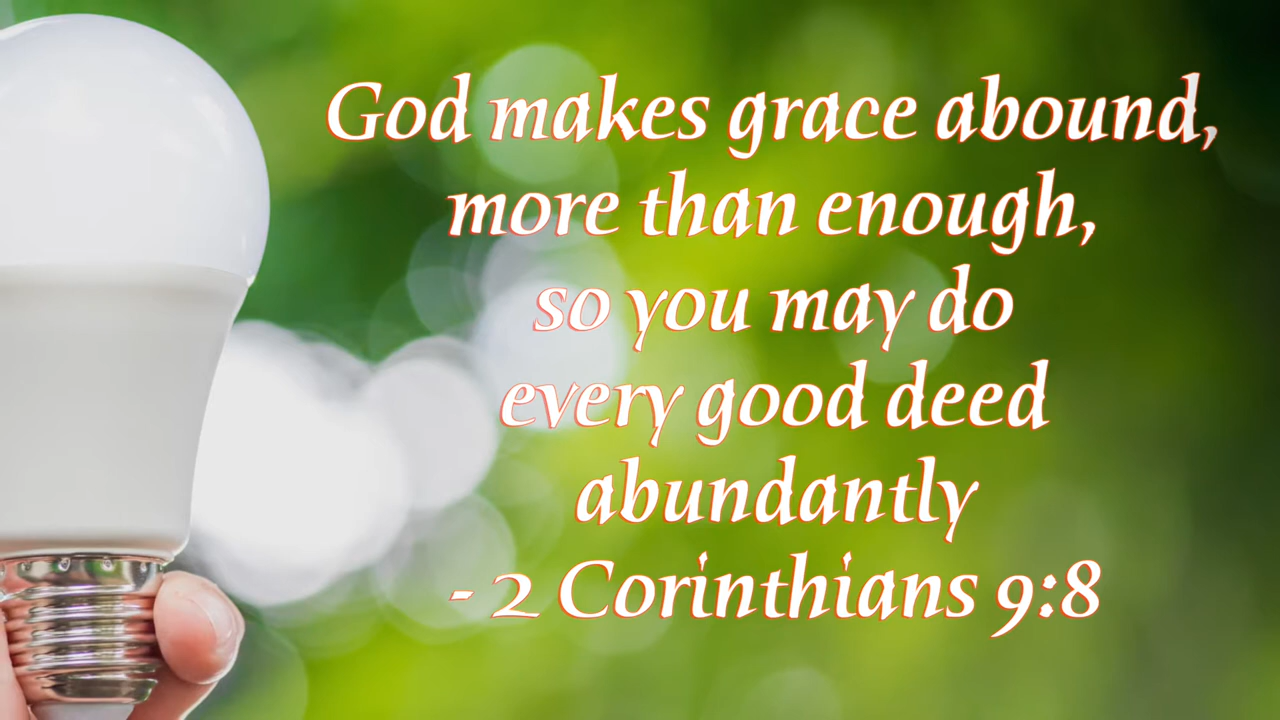 God makes grace abound,
more than enough,
so you may do
every good deed
abundantly
- 2 Corinthians 9:8